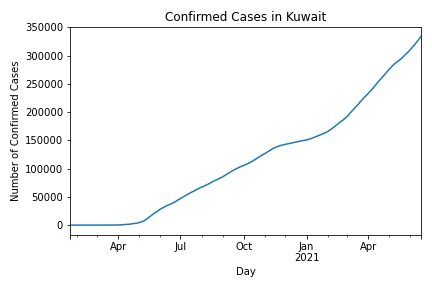 Confirmed Cases in Kuwait
Number of Confirmed Cases
350000
300000
250000
200000
150000
100000
50000
0
Apr Jul Oct Jan Apr
2021
Day